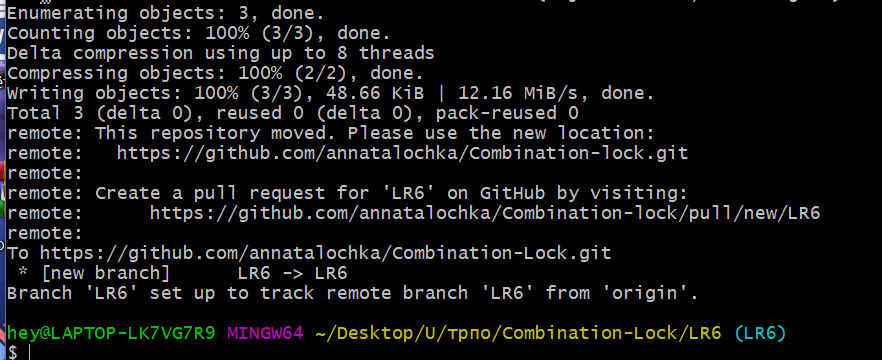 Enumerating objects: 3, done.
Counting objects: 100% (3/3), done.
Delta compression using up to 8 threads
Compressing objects: 100% (2/2), done.
Writing objects: 100% (3/3), 48.66 KiB | 12.16 MiB/s, done.
Total 3 (delta 0), reused 0 (delta 0), pack-reused 0
remote: This repository moved. Please use the new location:
remote:   https://github.com/annatalochka/Combination-lock.git
remote:
remote: Create a pull request for 'LR6' on GitHub by visiting:
remote:      https://github.com/annatalochka/Combination-lock/pull/new/LR6
remote:
To https://github.com/annatalochka/Combination-Lock.git
 * [new branch]      LR6 -> LR6
Branch 'LR6' set up to track remote branch 'LR6' from 'origin'.
hey@LAPTOP-LK7VG7R9 MINGW64 ~/Desktop/U/трпо/Combination-Lock/LR6 (LR6)
$